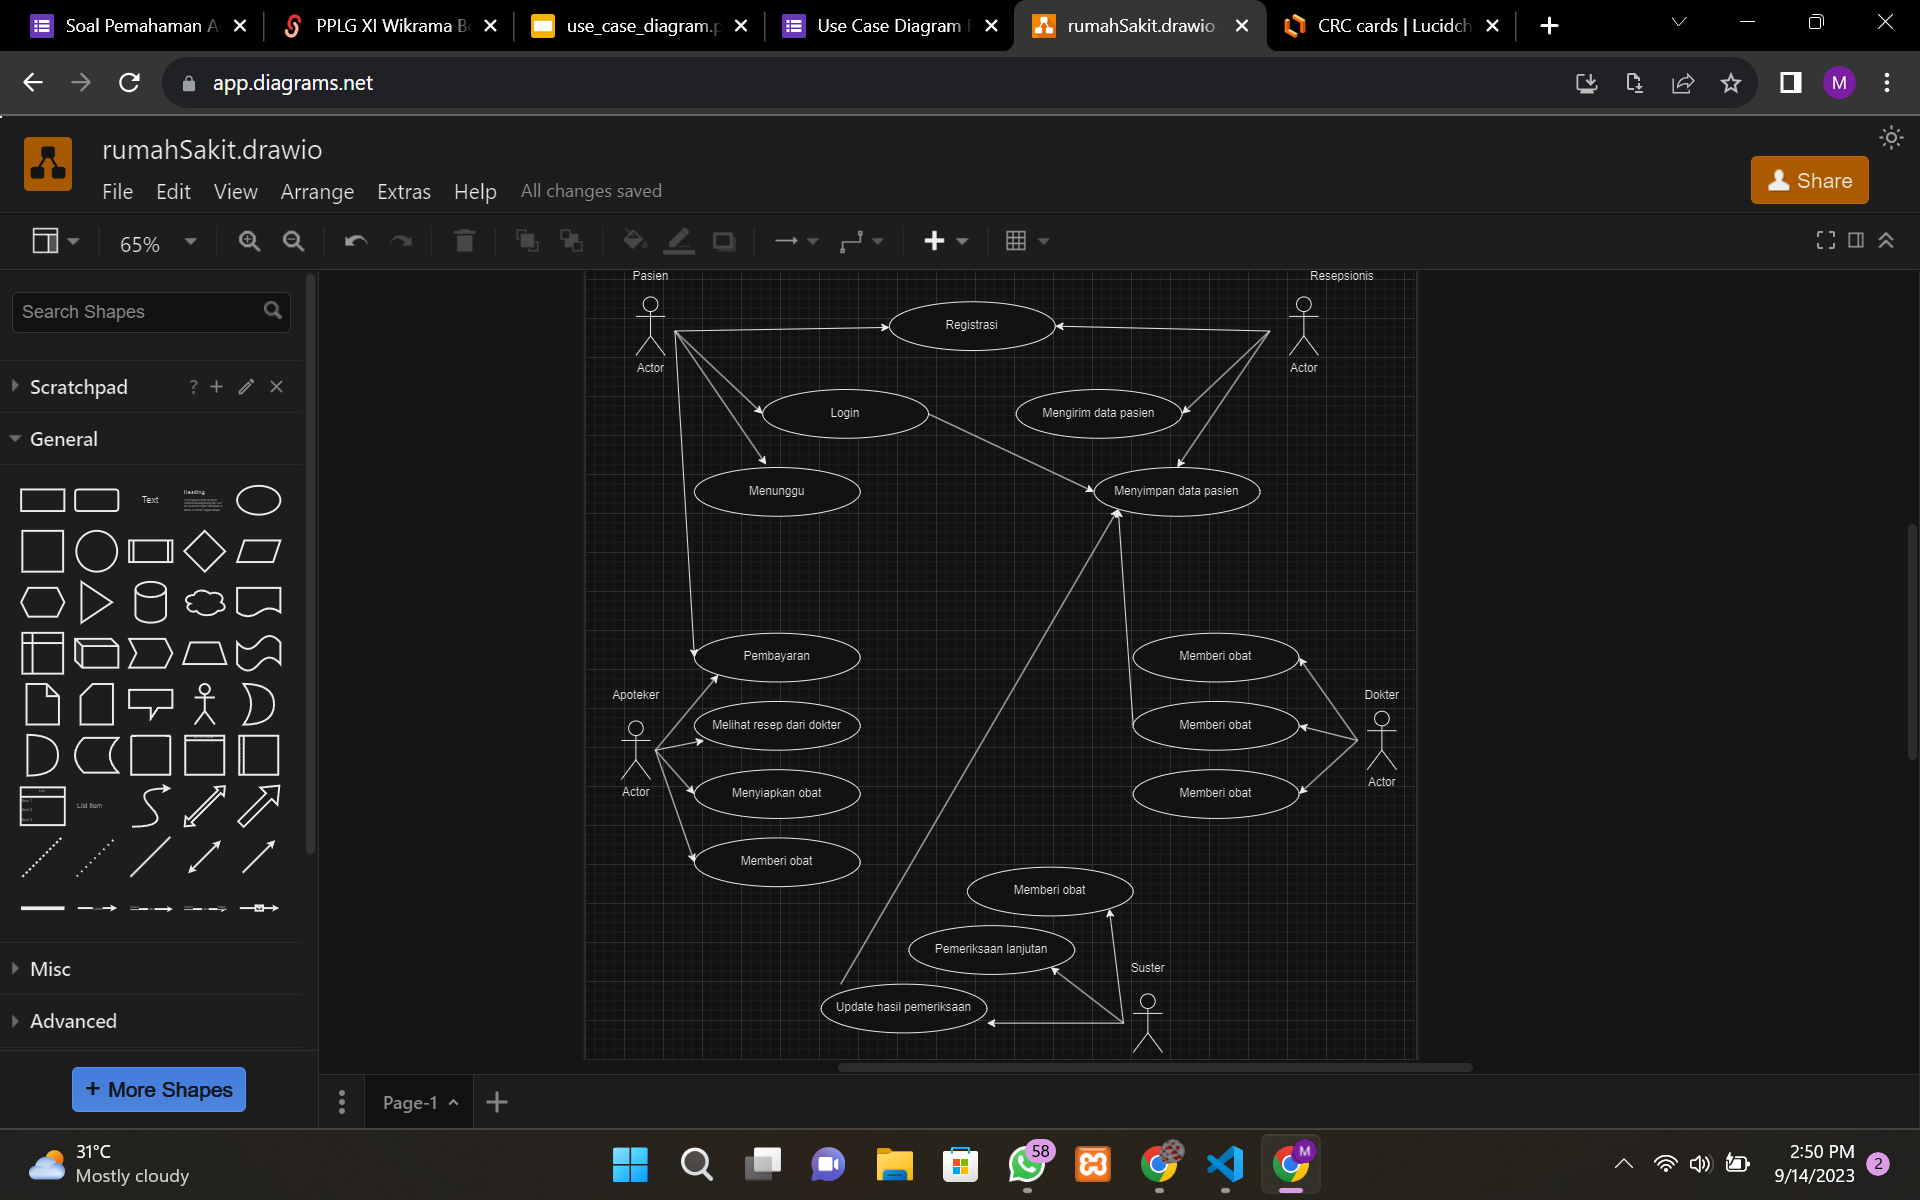 Soal Pemahaman A
PPLG XI Wikrama B
use_case_diagram.p
Use Case Diagram
rumahSakit.drawio
CRC cards | Lucidch
app.diagrams.net
M
rumahSakit.drawio
File Edit View Arrange Extras Help All changes saved
Share
65%
Search Shapes
Scratchpad
?
General
Text
Heading
List Item
Misc
Advanced
+ More Shapes
Pasien
Resepsionis
Registrasi
Actor
Actor
Login
Mengirim data pasien
Menunggu
Menyimpan data pasien
Pembayaran
Memberi obat
Apoteker
Dokter
Melihat resep dari dokter
Memberi obat
Actor
Actor
Menyiapkan obat
Memberi obat
Memberi obat
Memberi obat
Pemeriksaan lanjutan
Suster
Update hasil pemeriksaan
Page-1
31°C
Mostly cloudy
58
M
2:50 PM
9/14/2023
2